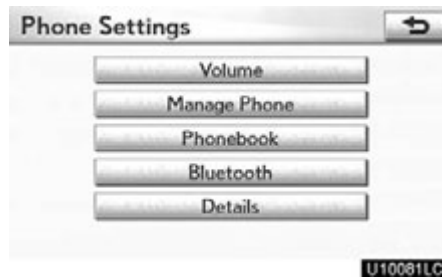 Phone Settings
Volume
Manage Phone
Phonebook
Bluetooth
Details
U10081LC